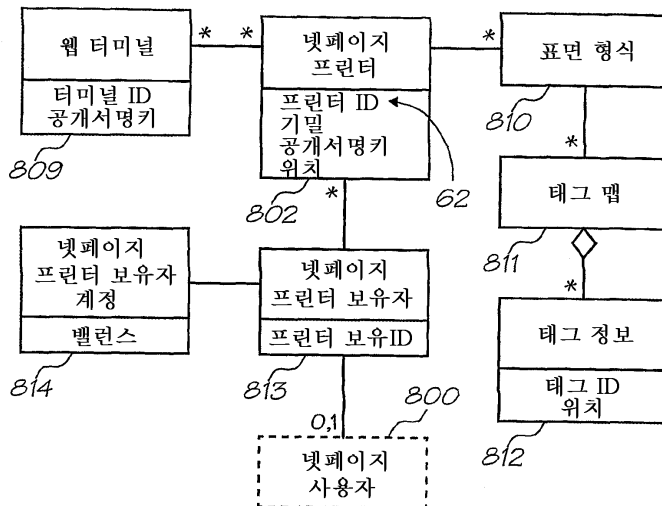 웹 터미널
터미널 ID
공개서명키
809
*
*
넷페이지
프린터
프린터 ID
기밀
공개서명키
위치
802
62
*
표면 형식
810
*
태그 맵
811
*
태그 정보
태그 ID
위치
812
*
넷페이지
프린터 보유자
계정
밸런스
814
넷페이지
프린터 보유자
프린터 보유ID
813
0,1
800
넷페이지
사용자